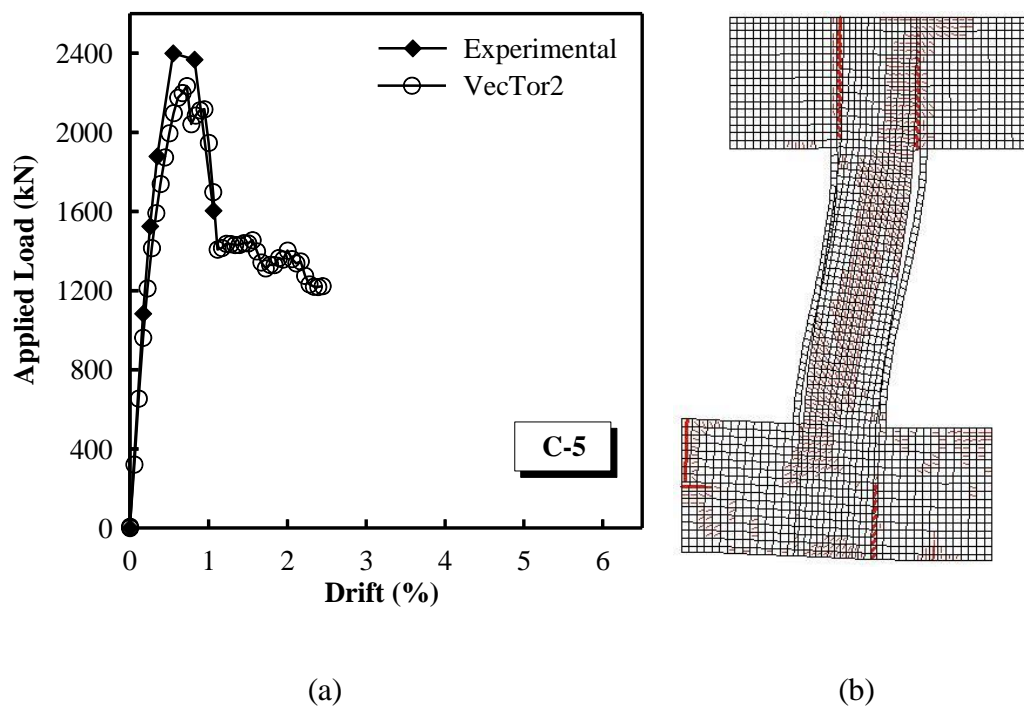 2400
2000
1600
1200
800
400
0
Applied Load (kN)
Experimental
VecTor2
C-5
0 1 2 3 4 5 6
Drift (%)
(a) (b)